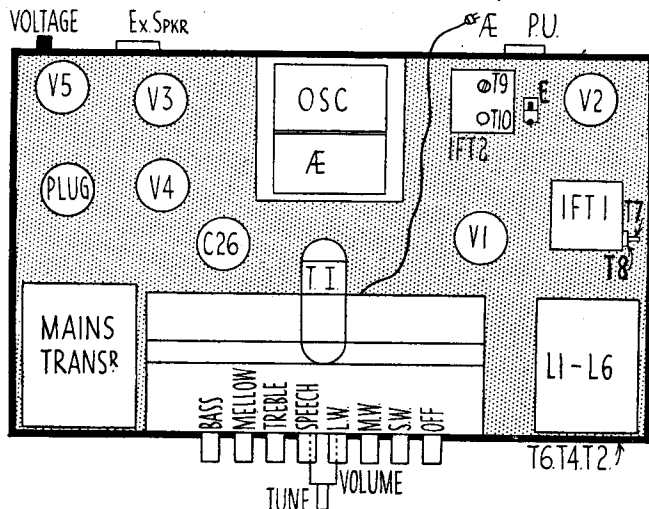 VOLTAGE
Ex. SPKR
Æ
P.U.
V5
V3
OSC
Æ
T9
T10
E
V2
IFT2
PLUG
V4
C26
V1
IFT1
T7
T8
T.I.
MAINS
TRANSR
L1-L6
BASS
MELLOW
TREBLE
SPEECH
L.W.
M.W.
S.W.
OFF
TUNE
VOLUME
T6.T4.T2.